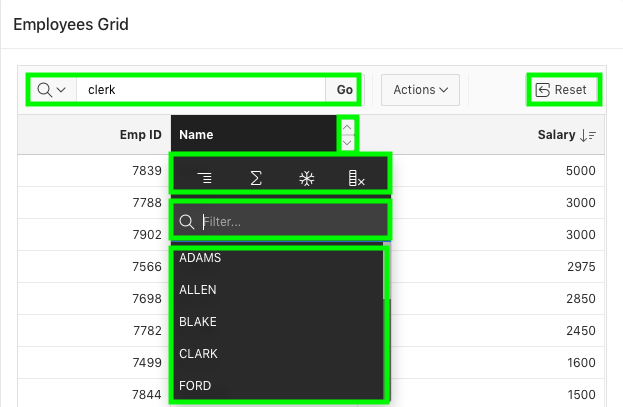 Employees Grid
clerk Go Actions Reset
Emp ID Name Salary
7839 5000
Filter...
7788 3000
7902 3000
ADAMS
7566 2975
ALLEN
7698 2850
BLAKE
7782 2450
CLARK
7499 1600
FORD
7844 1500